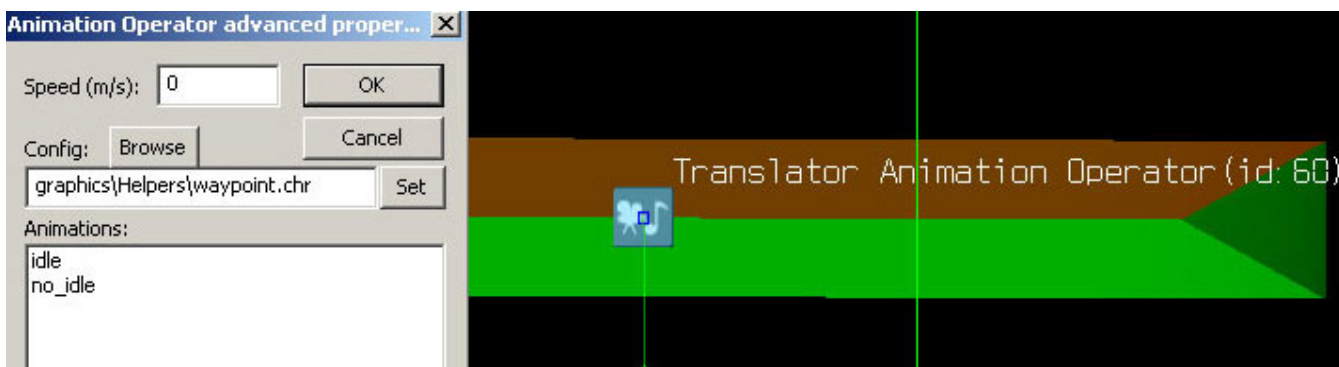 Animation Operator advanced proper...
Speed (m/s): 0 OK
Cancel
Config: Browse
graphics\Helpers\waypoint.chr Set
Animations:
idle
no_idle
Translator Animation Operator(id:60)